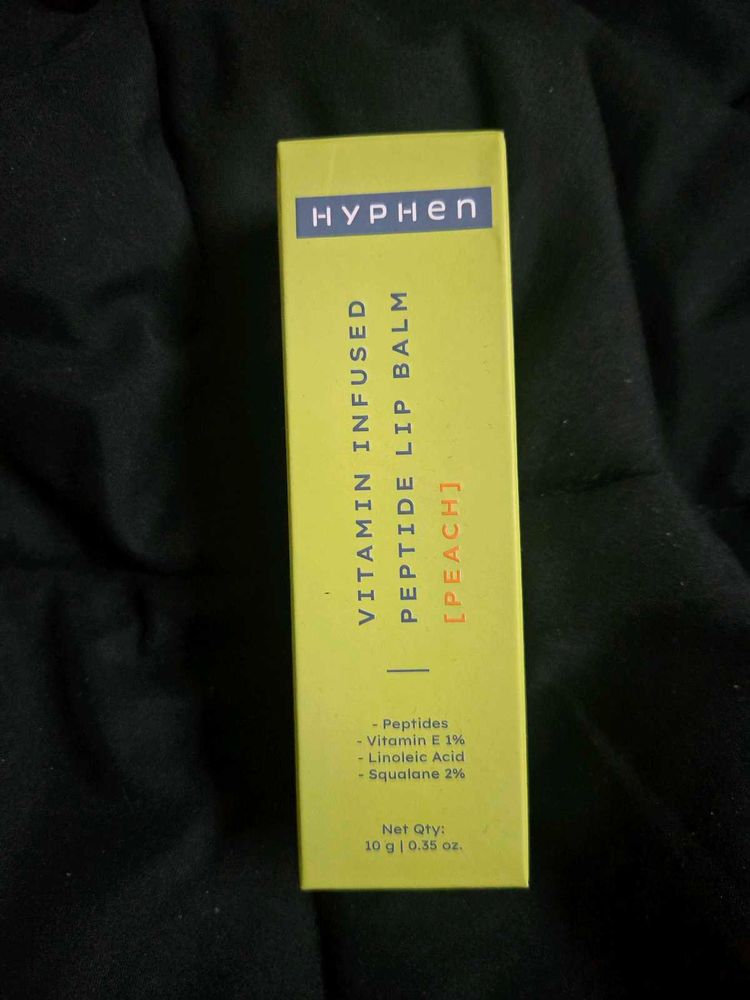 HYPHen
VITAMIN INFUSED
PEPTIDE LIP BALM
[PEACH]
- Peptides
- Vitamin E 1%
- Linoleic Acid
- Squalane 2%
Net Qty:
10 g | 0.35 oz.